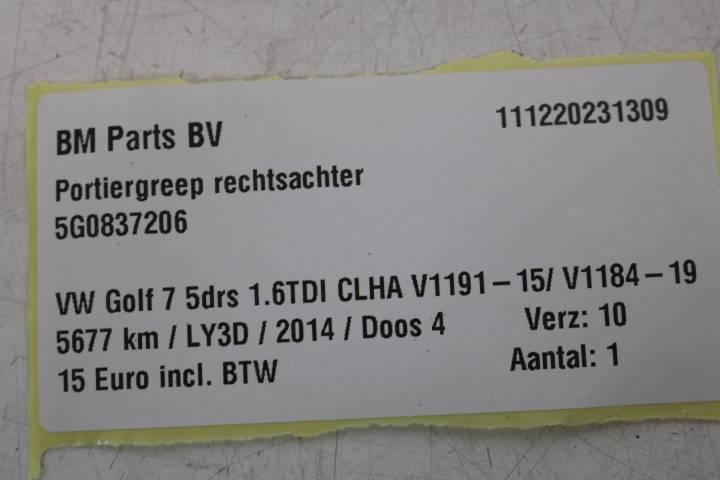 BM Parts BV 111220231309
Portiergreep rechtsachter
5G0837206
VW Golf 7 5drs 1.6TDI CLHA V1191-15/ V1184-19
5677 km / LY3D / 2014 / Doos 4 Verz: 10
15 Euro incl. BTW Aantal: 1